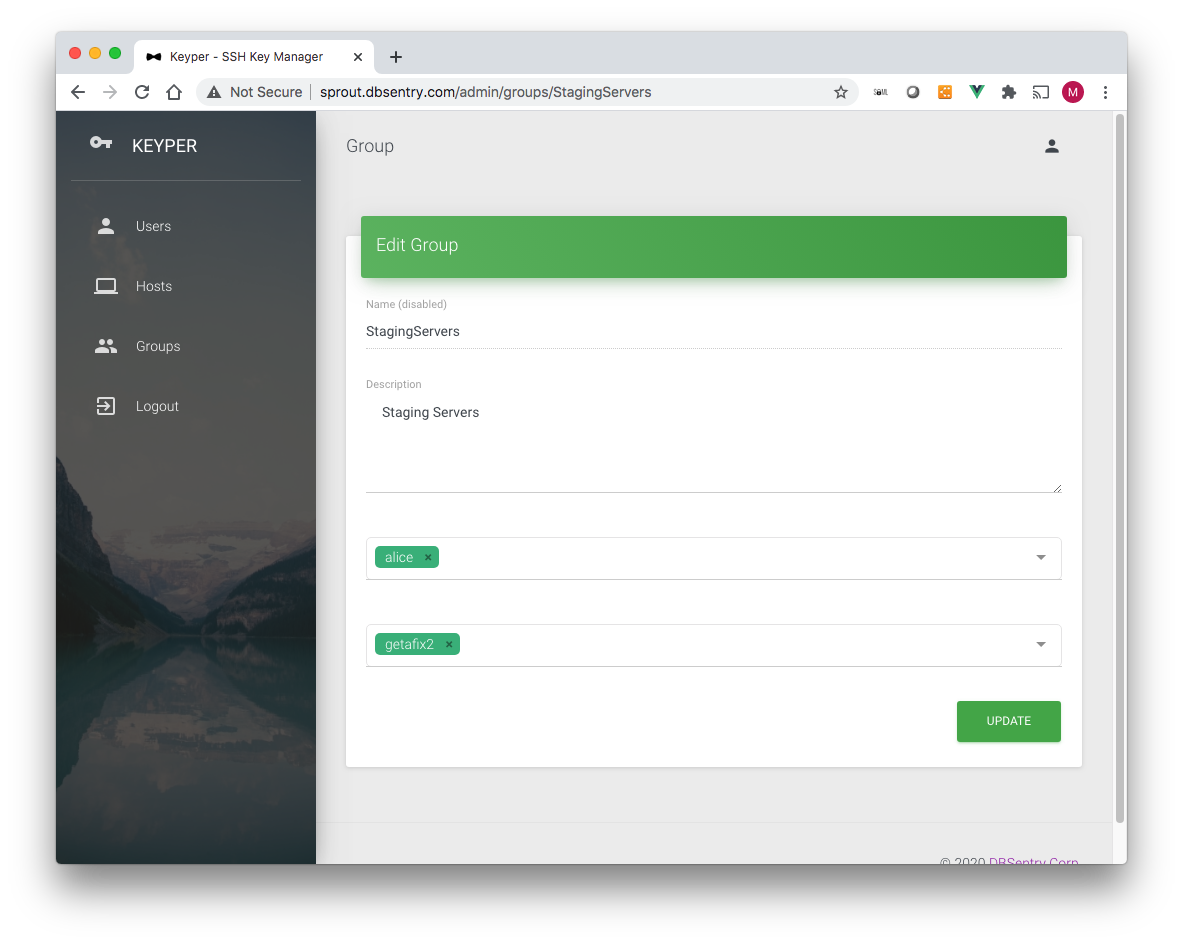 Keyper - SSH Key Manager
Not Secure sprout.dbsentry.com/admin/groups/StagingServers
M
KEYPER
Users
Hosts
Groups
Logout
Group
Edit Group
Name (disabled)
StagingServers
Description
Staging Servers
alice ×
getafix2 ×
UPDATE
© 2020 DBSentry Corp